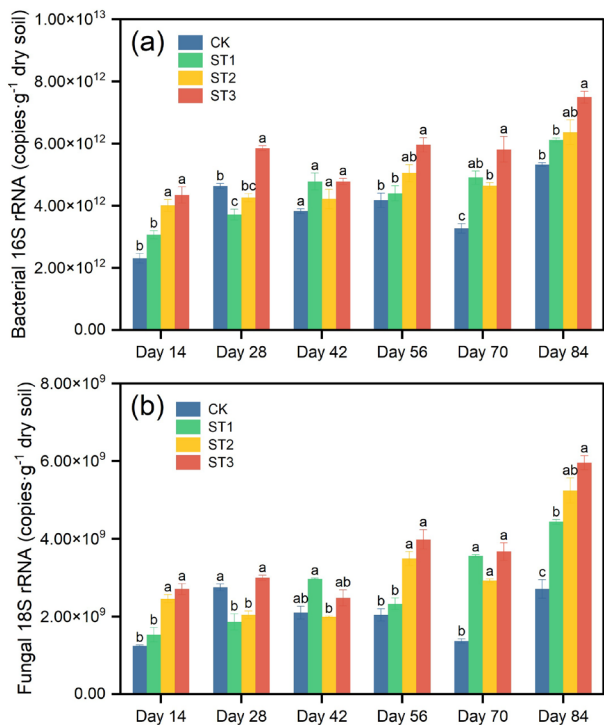 (a)
CK
ST1
ST2
ST3
Bacterial 16S rRNA (copies·g⁻¹ dry soil)
1.00×10¹³
8.00×10¹²
6.00×10¹²
4.00×10¹²
2.00×10¹²
0.00
b b a a
b c bc a
a a a a
b b ab a
c ab b a
b b ab a
Day 14 Day 28 Day 42 Day 56 Day 70 Day 84
(b)
CK
ST1
ST2
ST3
Fungal 18S rRNA (copies·g⁻¹ dry soil)
8.00×10⁹
6.00×10⁹
4.00×10⁹
2.00×10⁹
0.00
b b a a
a b b a
ab a b ab
b b a a
b a a a
c b ab a
Day 14 Day 28 Day 42 Day 56 Day 70 Day 84